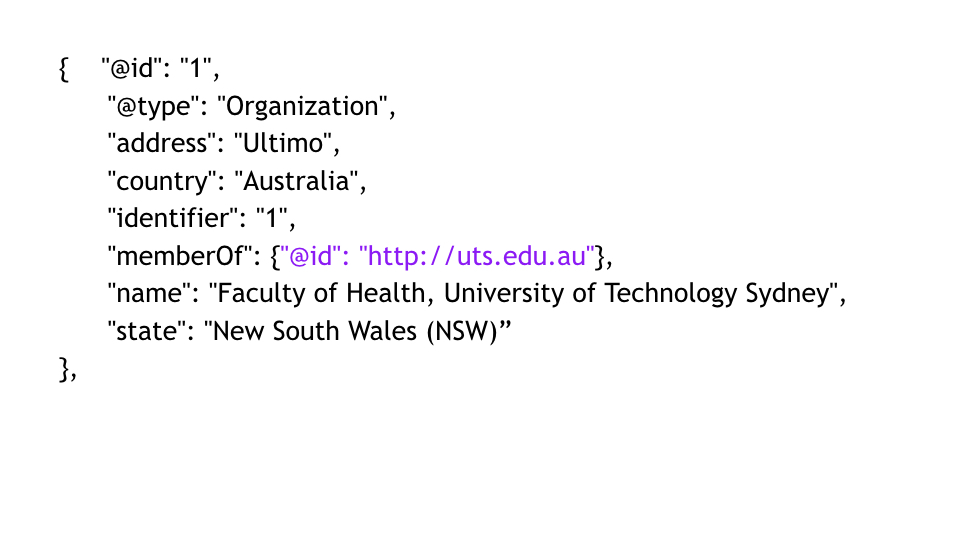 { "@id": "1",
"@type": "Organization",
"address": "Ultimo",
"country": "Australia",
"identifier": "1",
"memberOf": {"@id": "http://uts.edu.au"},
"name": "Faculty of Health, University of Technology Sydney",
"state": "New South Wales (NSW)”
},